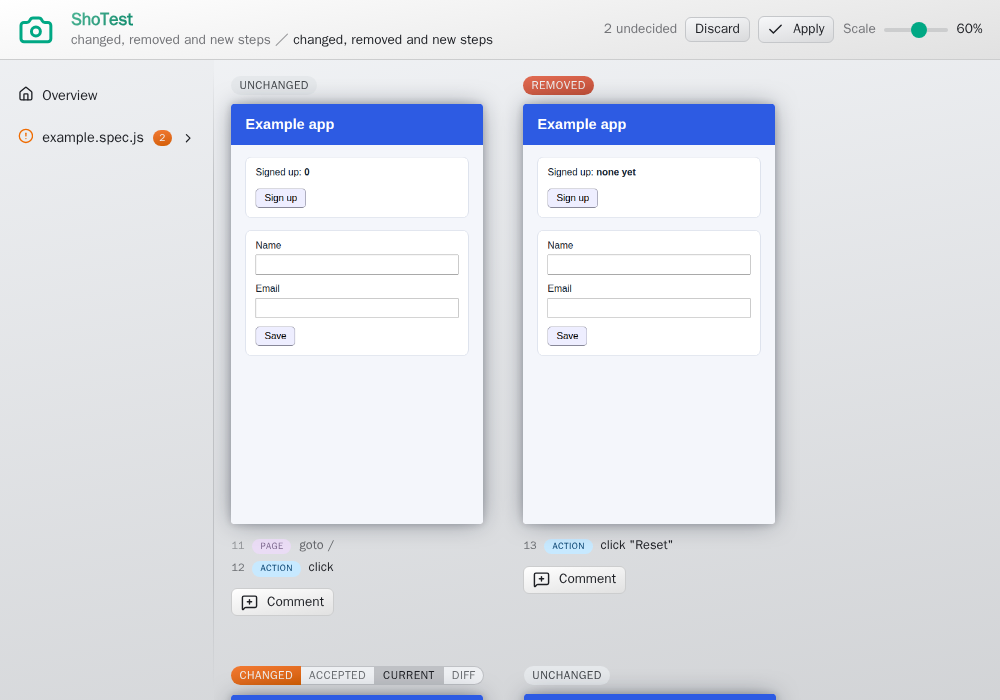 ShoTest
changed, removed and new steps / changed, removed and new steps
2 undecided
Discard
Apply
Scale
60%
Overview
example.spec.js 2
UNCHANGED
Example app
Signed up: 0
Sign up
Name
Email
Save
11 PAGE goto /
12 ACTION click
Comment
REMOVED
Example app
Signed up: none yet
Sign up
Name
Email
Save
13 ACTION click "Reset"
Comment
CHANGED ACCEPTED CURRENT DIFF
UNCHANGED